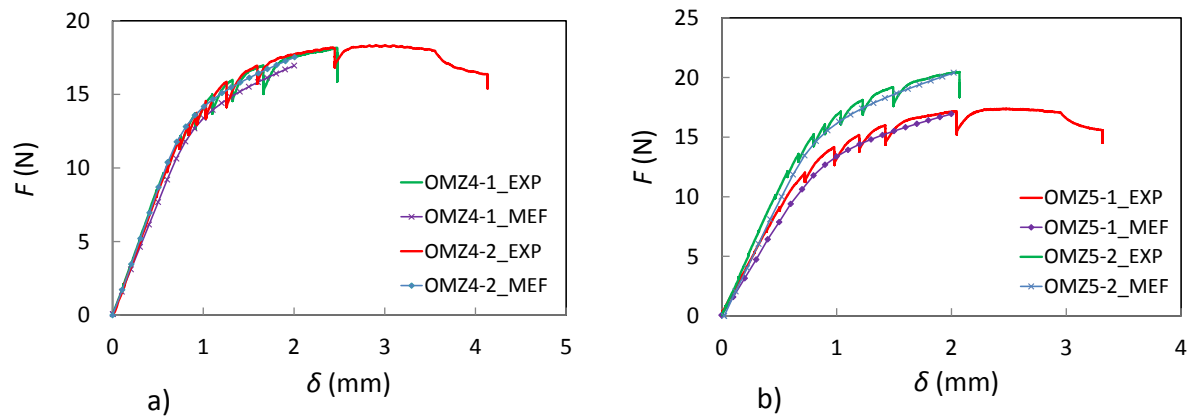 20
15
10
5
0
F (N)
OMZ4-1_EXP
OMZ4-1_MEF
OMZ4-2_EXP
OMZ4-2_MEF
0 1 2 3 4 5
δ (mm)
a)
25
20
15
10
5
0
F (N)
OMZ5-1_EXP
OMZ5-1_MEF
OMZ5-2_EXP
OMZ5-2_MEF
0 1 2 3 4
δ (mm)
b)